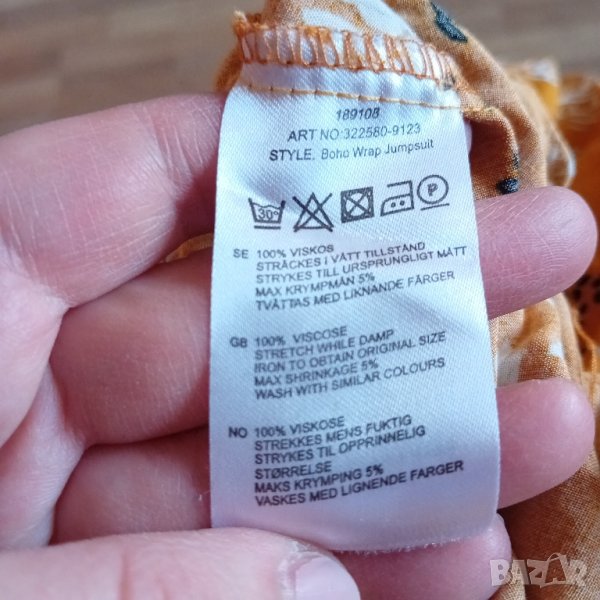 189108
ART NO:322580-9123
STYLE. Boho Wrap Jumpsuit
30° P
SE 100% VISKOS
STRÄCKES I VÅTT TILLSTÅND
STRYKES TILL URSPRUNGLIGT MÅTT
MAX KRYMPMÅN 5%
TVÄTTAS MED LIKNANDE FÄRGER
GB 100% VISCOSE
STRETCH WHILE DAMP
IRON TO OBTAIN ORIGINAL SIZE
MAX SHRINKAGE 5%
WASH WITH SIMILAR COLOURS
NO 100% VISKOSE
STREKKES MENS FUKTIG
STRYKES TIL OPPRINNELIG
STØRRELSE
MAKS KRYMPING 5%
VASKES MED LIGNENDE FARGER
BAZAR